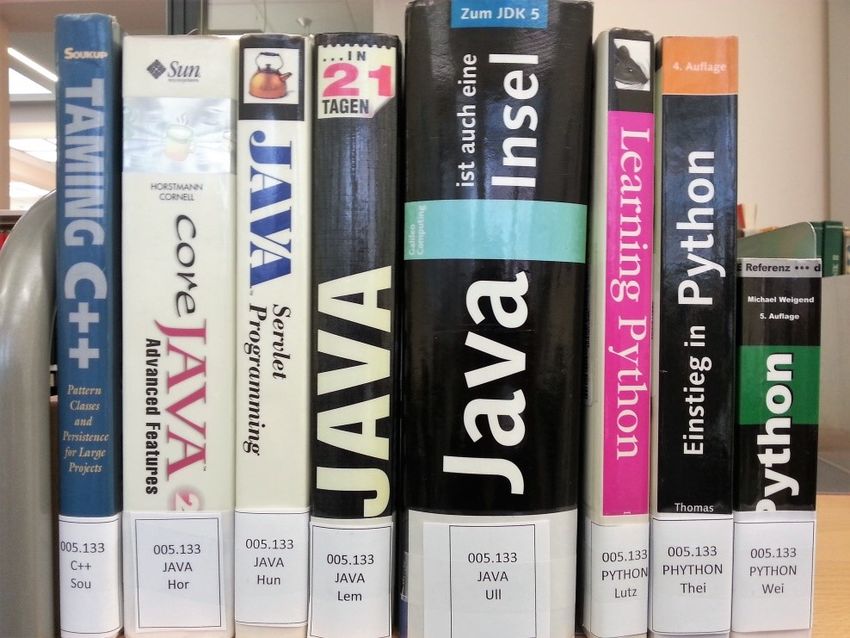 SOUKUP
TAMING C++
Pattern
Classes
and
Persistence
for Large
Projects
005.133
C++
Sou
Sun
microsystems
HORSTMANN
CORNELL
core JAVA™ 2
Advanced Features
005.133
JAVA
Hor
JAVA™
Servlet
Programming
005.133
JAVA
Hun
...IN
21
TAGEN
JAVA
005.133
JAVA
Lem
Zum JDK 5
ist auch eine
Java Insel
Galileo
Computing
005.133
JAVA
Ull
Learning Python
005.133
PYTHON
Lutz
4. Auflage
Einstieg in Python
Thomas
005.133
PHYTHON
Thei
Referenz
Michael Weigend
5. Auflage
Python
005.133
PYTHON
Wei